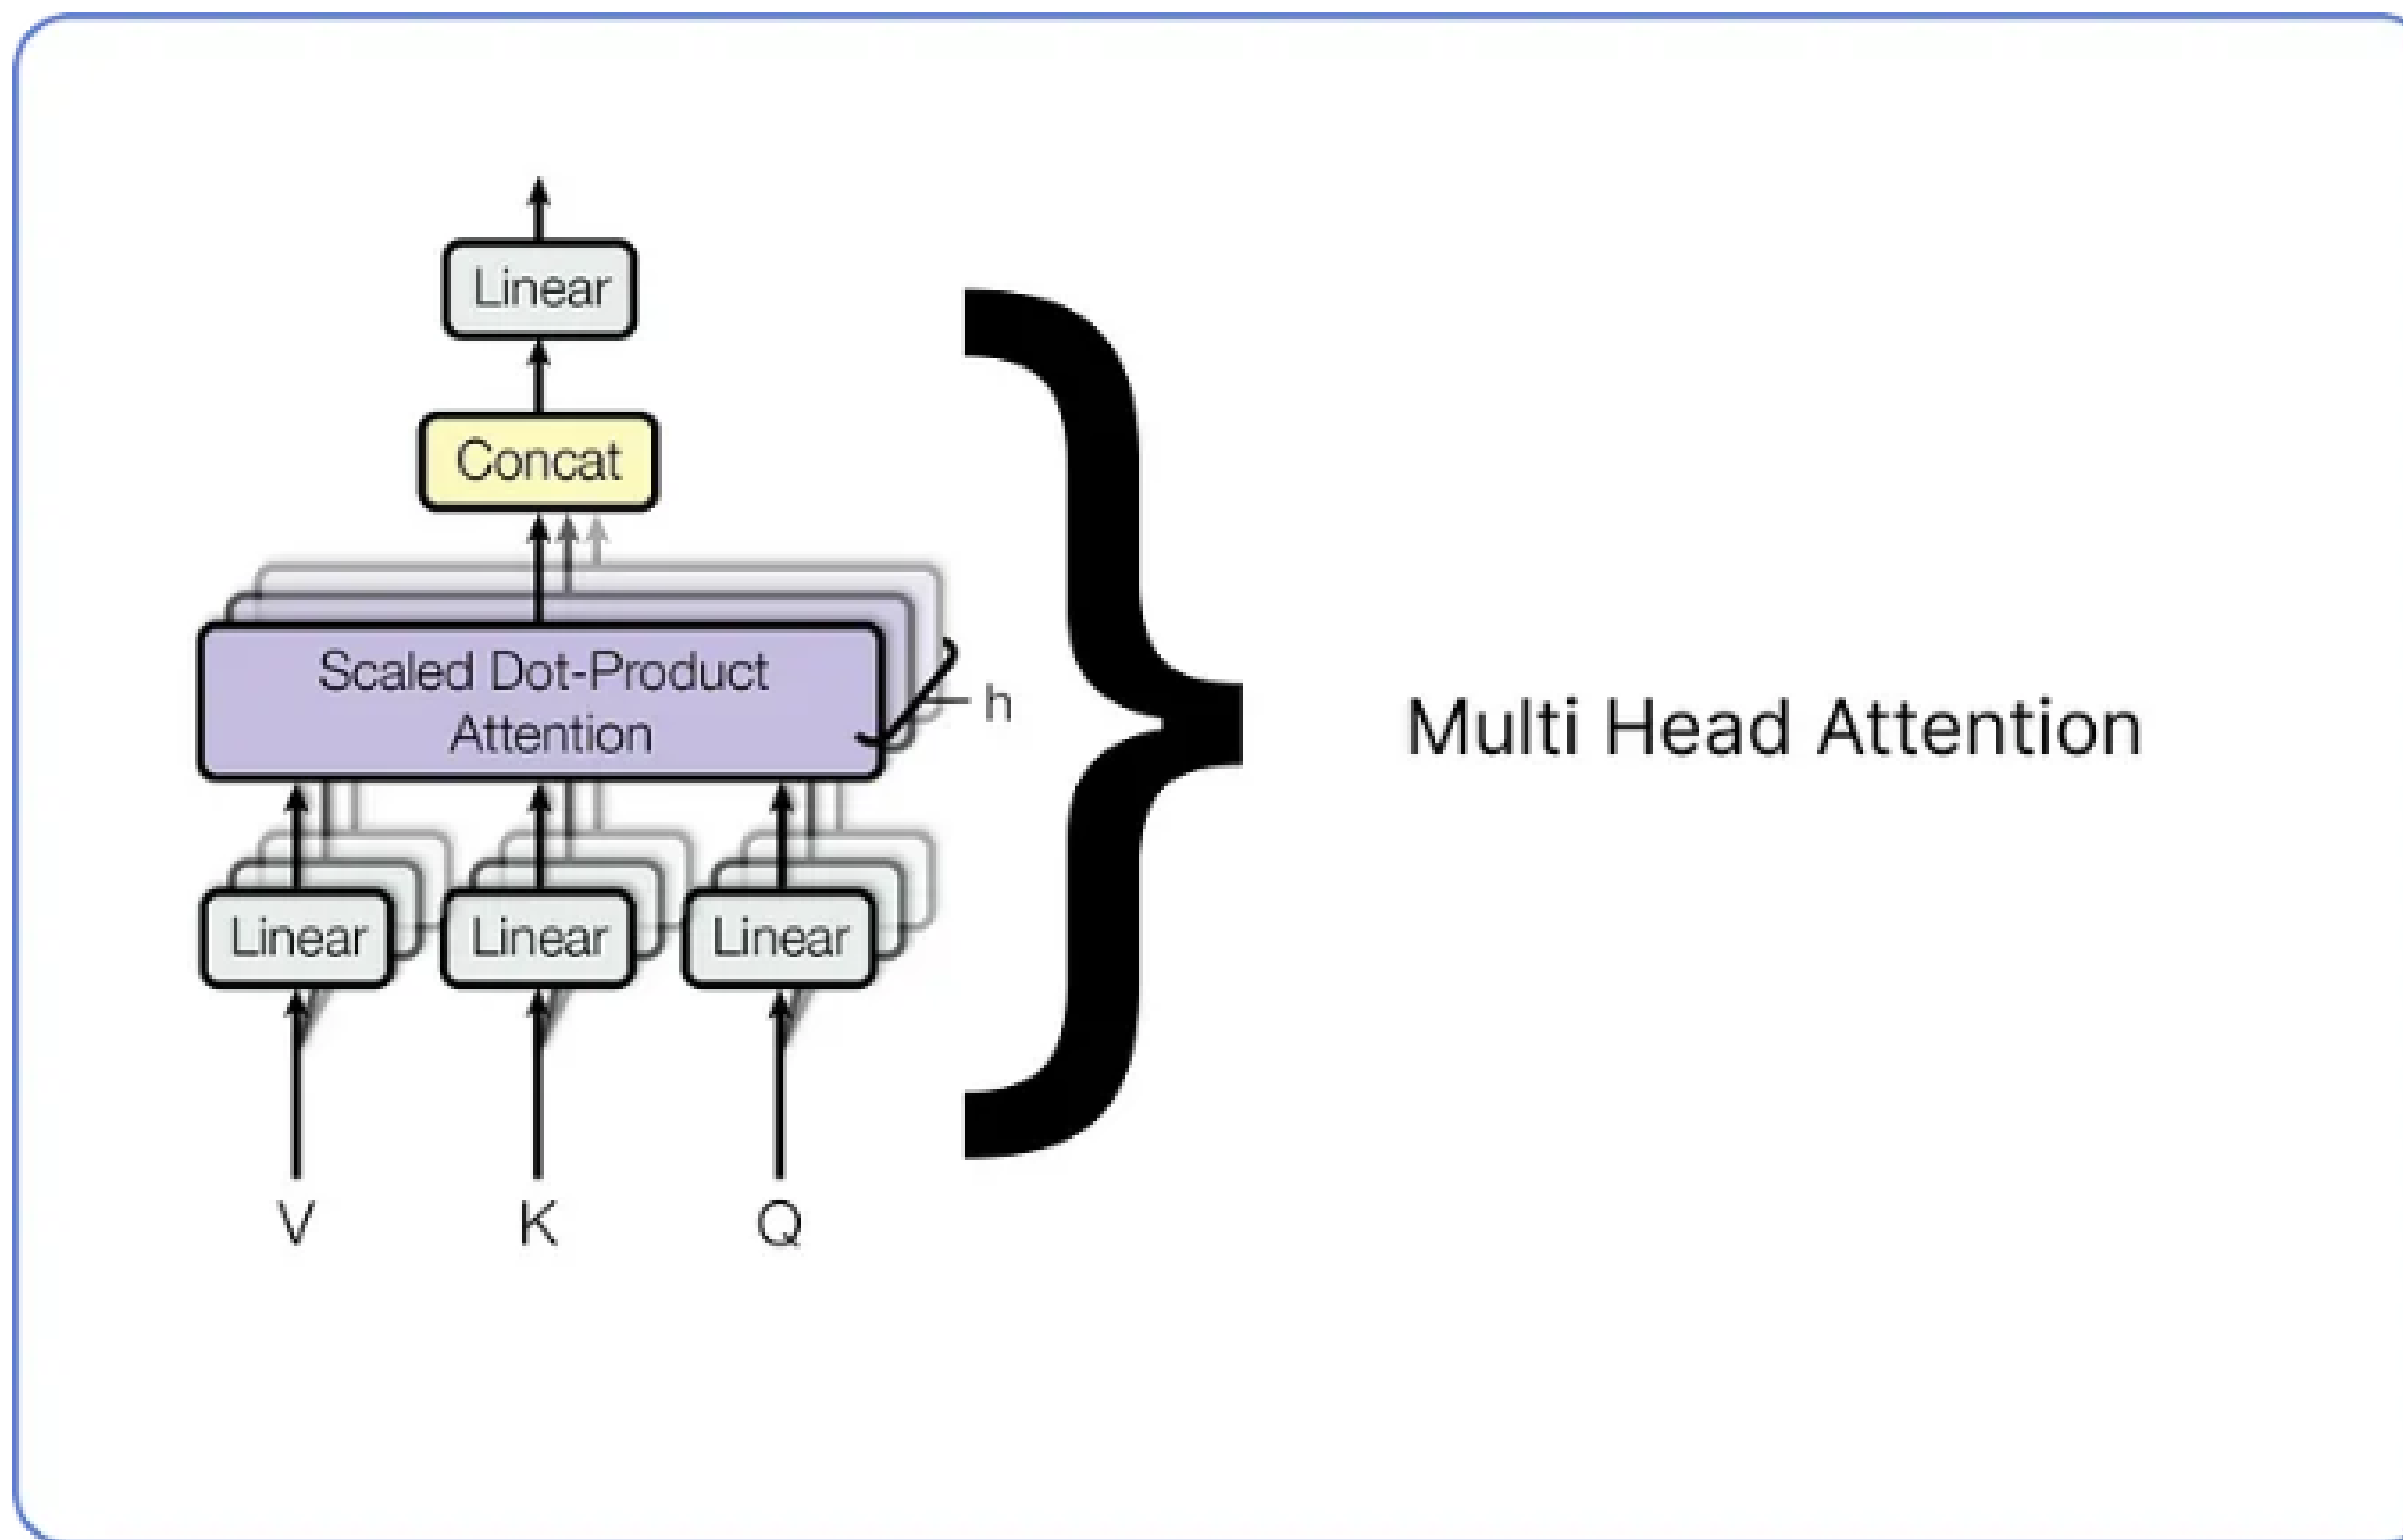 Linear
Concat
Scaled Dot-Product
Attention
h
Linear Linear Linear
V K Q
Multi Head Attention